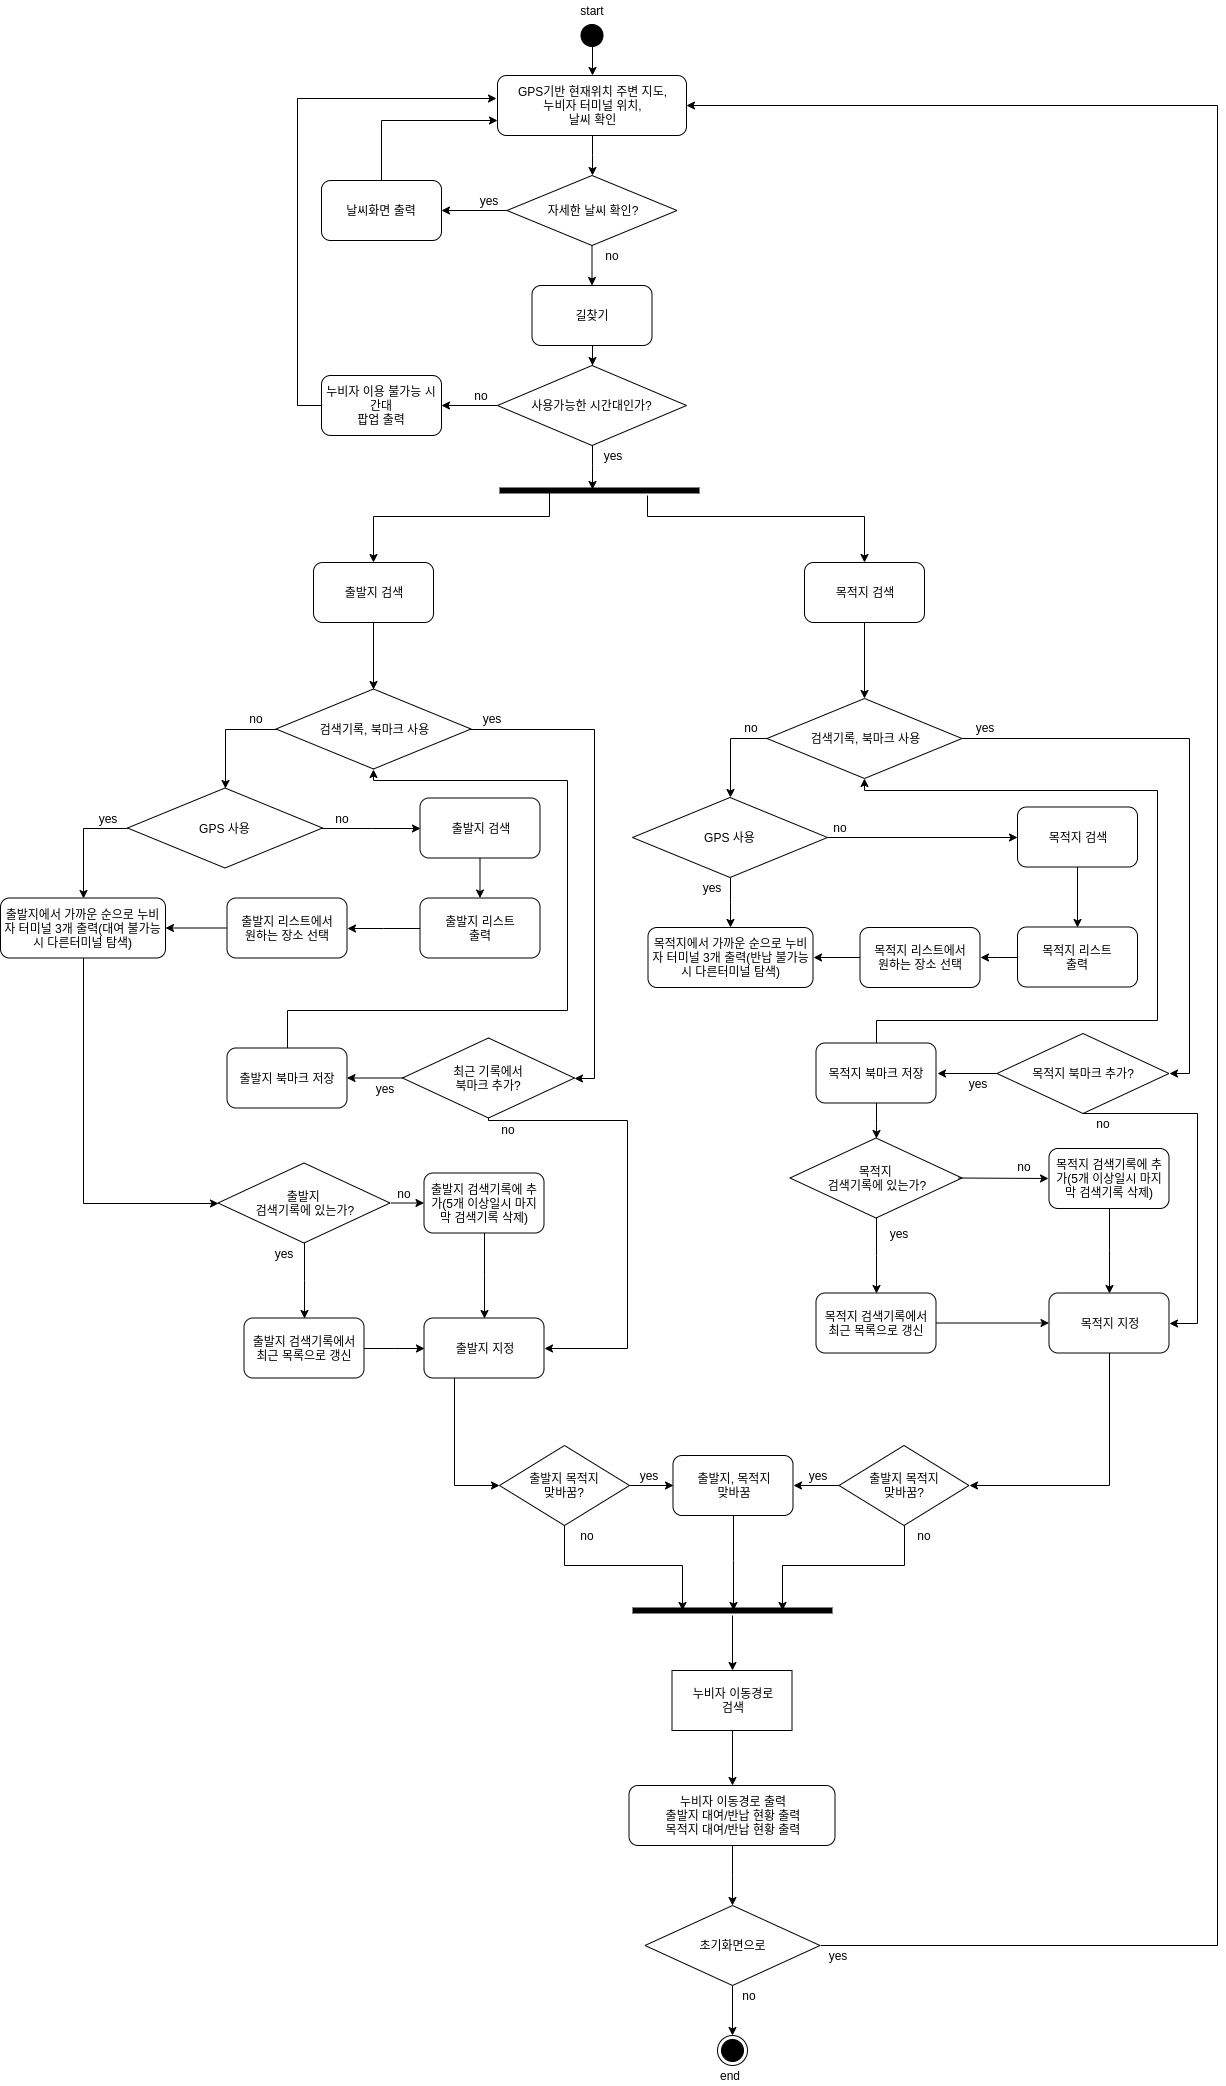 start
GPS기반 현재위치 주변 지도,
누비자 터미널 위치,
날씨 확인
날씨화면 출력
yes
자세한 날씨 확인?
no
길찾기
누비자 이용 불가능 시
간대
팝업 출력
no
사용가능한 시간대인가?
yes
출발지 검색
목적지 검색
no
검색기록, 북마크 사용
yes
no
검색기록, 북마크 사용
yes
yes
GPS 사용
no
출발지 검색
GPS 사용
no
목적지 검색
yes
출발지에서 가까운 순으로 누비
자 터미널 3개 출력(대여 불가능
시 다른터미널 탐색)
출발지 리스트에서
원하는 장소 선택
출발지 리스트
출력
목적지에서 가까운 순으로 누비
자 터미널 3개 출력(반납 불가능
시 다른터미널 탐색)
목적지 리스트에서
원하는 장소 선택
목적지 리스트
출력
출발지 북마크 저장
yes
최근 기록에서
북마크 추가?
no
목적지 북마크 저장
yes
목적지 북마크 추가?
no
출발지
검색기록에 있는가?
no
출발지 검색기록에 추
가(5개 이상일시 마지
막 검색기록 삭제)
yes
목적지
검색기록에 있는가?
no
목적지 검색기록에 추
가(5개 이상일시 마지
막 검색기록 삭제)
yes
출발지 검색기록에서
최근 목록으로 갱신
출발지 지정
목적지 검색기록에서
최근 목록으로 갱신
목적지 지정
출발지 목적지
맞바꿈?
yes
출발지, 목적지
맞바꿈
yes
출발지 목적지
맞바꿈?
no
no
누비자 이동경로
검색
누비자 이동경로 출력
출발지 대여/반납 현황 출력
목적지 대여/반납 현황 출력
초기화면으로
yes
no
end